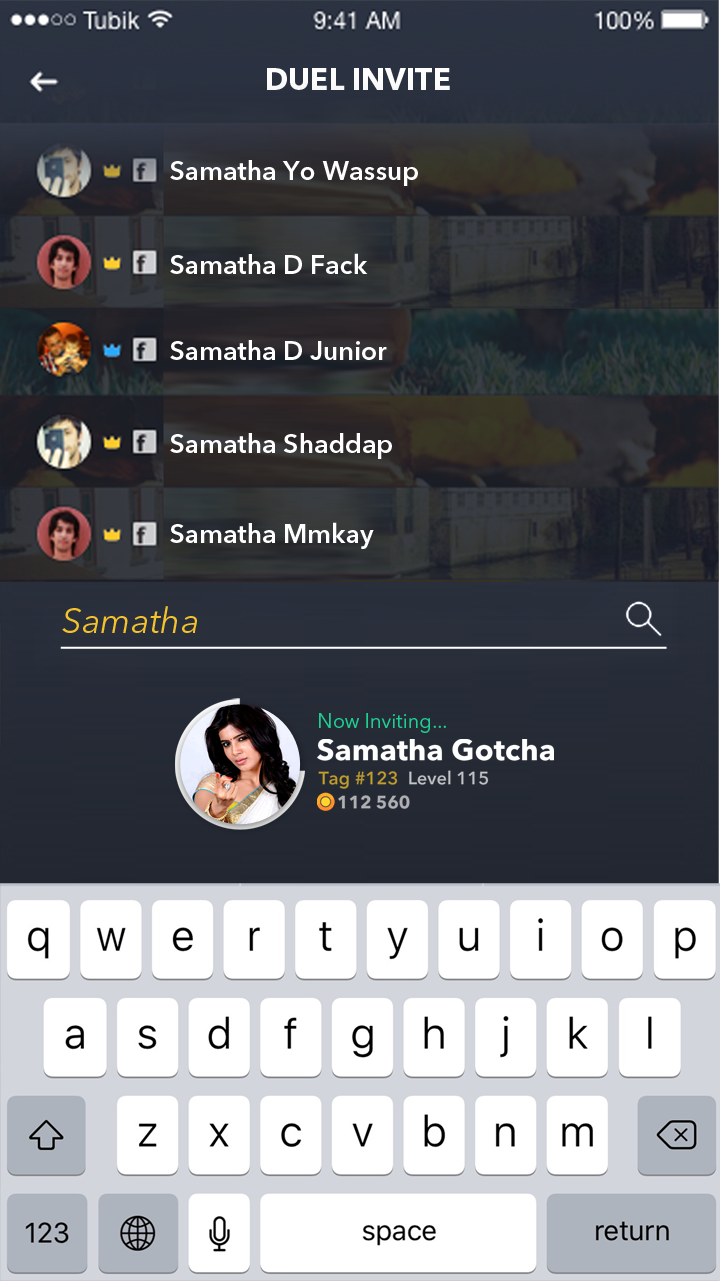 Tubik 9:41 AM 100%
DUEL INVITE
f Samatha Yo Wassup
f Samatha D Fack
f Samatha D Junior
f Samatha Shaddap
f Samatha Mmkay
Samatha
Now Inviting...
Samatha Gotcha
Tag #123 Level 115
112 560
q w e r t y u i o p
a s d f g h j k l
z x c v b n m
123 space return